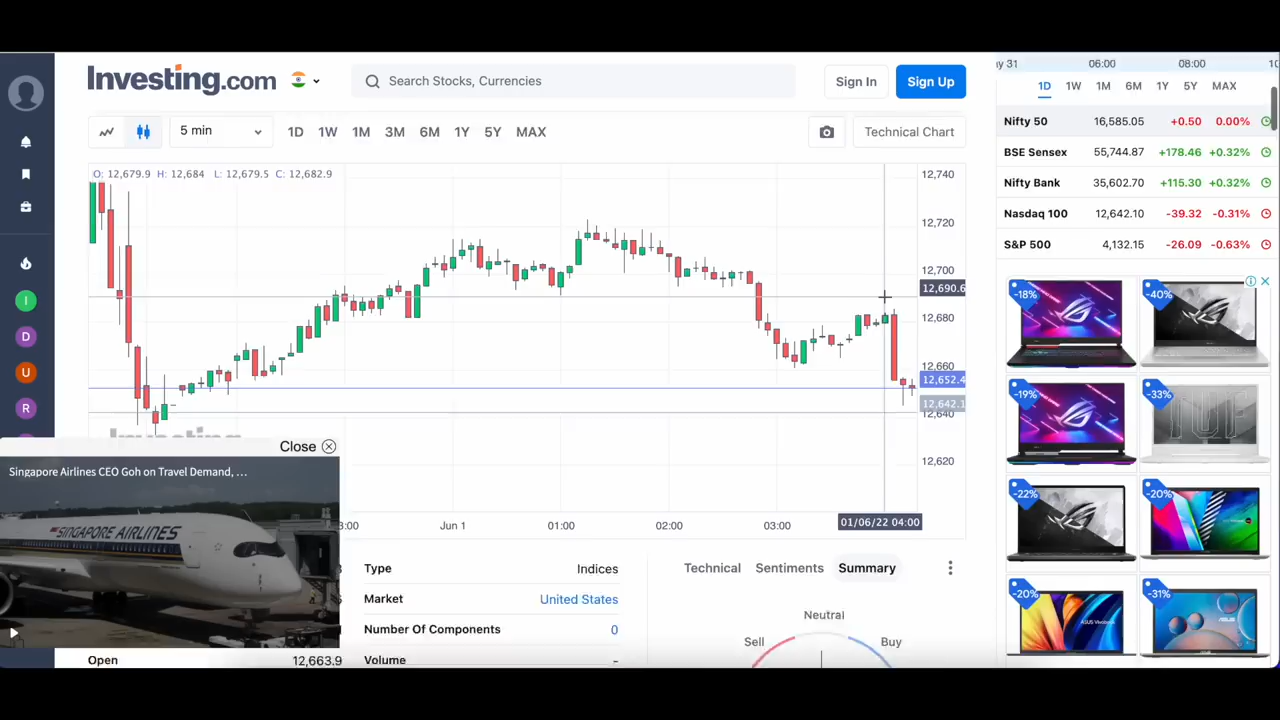 Investing.com
Search Stocks, Currencies
Sign In
Sign Up
5 min
1D 1W 1M 3M 6M 1Y 5Y MAX
Technical Chart
O: 12,679.9 H: 12,684 L: 12,679.5 C: 12,682.9
12,740
12,720
12,700
12,690.6
12,680
12,660
12,652.4
12,642.1
12,640
12,620
3:00 Jun 1 01:00 02:00 03:00 01/06/22 04:00
Close
Singapore Airlines CEO Goh on Travel Demand, ...
SINGAPORE AIRLINES
I
D
U
R
Open 12,663.9
Type Indices
Market United States
Number Of Components 0
Volume -
Technical Sentiments Summary
Neutral
Sell Buy
y 31 06:00 08:00 10
1D 1W 1M 6M 1Y 5Y MAX
Nifty 50 16,585.05 +0.50 0.00%
BSE Sensex 55,744.87 +178.46 +0.32%
Nifty Bank 35,602.70 +115.30 +0.32%
Nasdaq 100 12,642.10 -39.32 -0.31%
S&P 500 4,132.15 -26.09 -0.63%
-18% -40%
-19% -33%
-22% -20%
-20% -31%